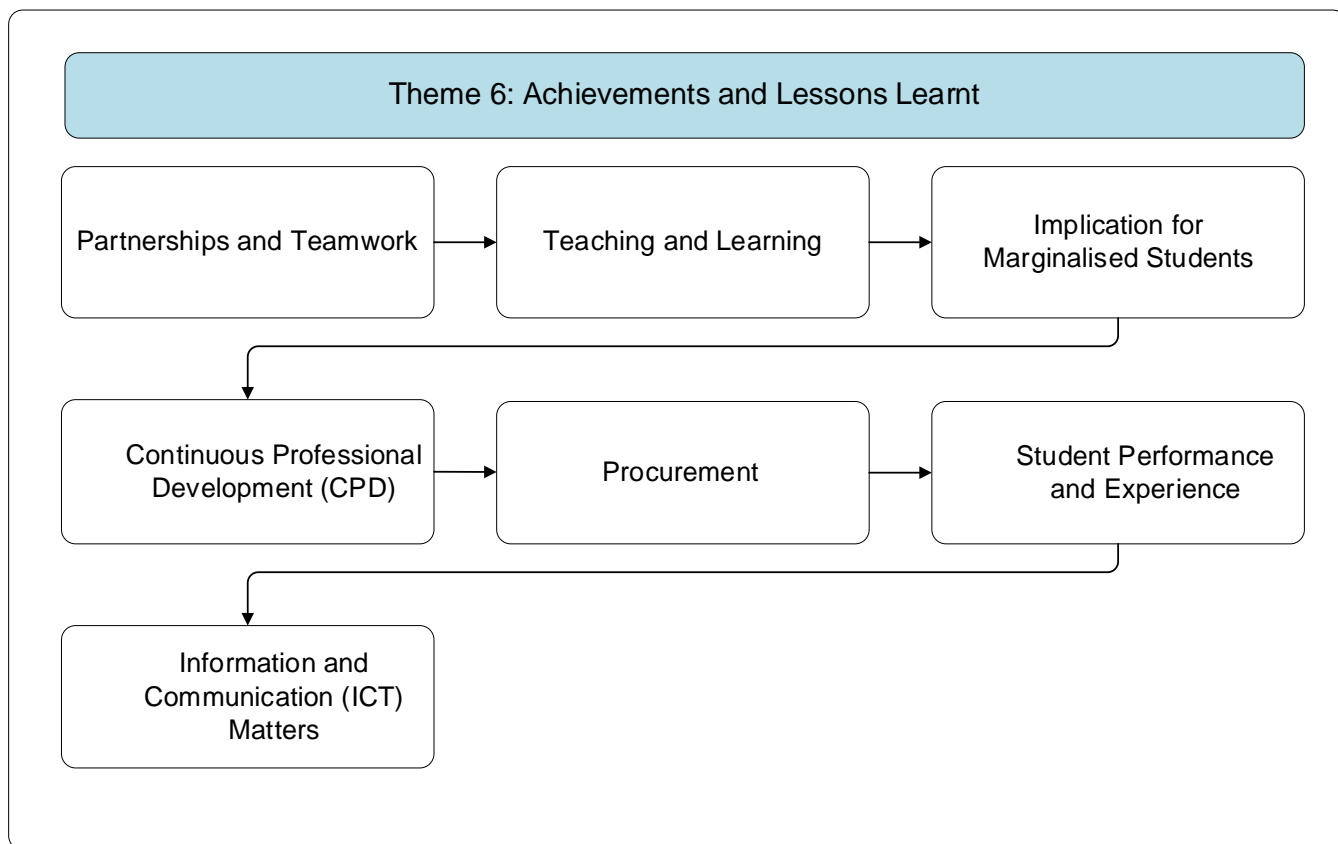 Theme 6: Achievements and Lessons Learnt
Partnerships and Teamwork
Teaching and Learning
Implication for
Marginalised Students
Continuous Professional
Development (CPD)
Procurement
Student Performance
and Experience
Information and
Communication (ICT)
Matters